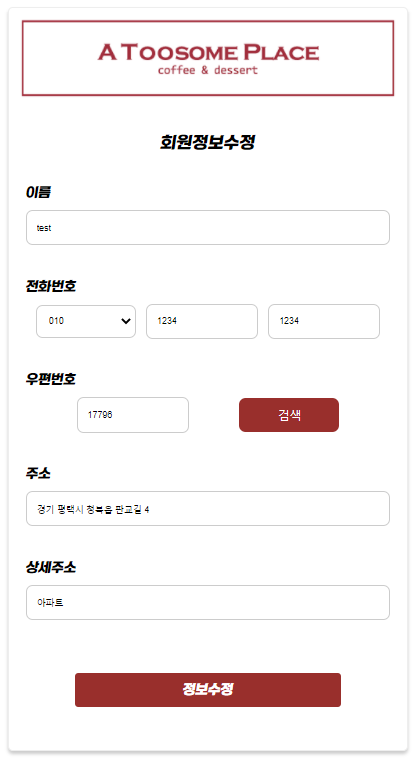 A TOOSOME PLACE
coffee & dessert
회원정보수정
이름
test
전화번호
010 1234 1234
우편번호
17796 검색
주소
경기 평택시 청북읍 판교길 4
상세주소
아파트
정보수정